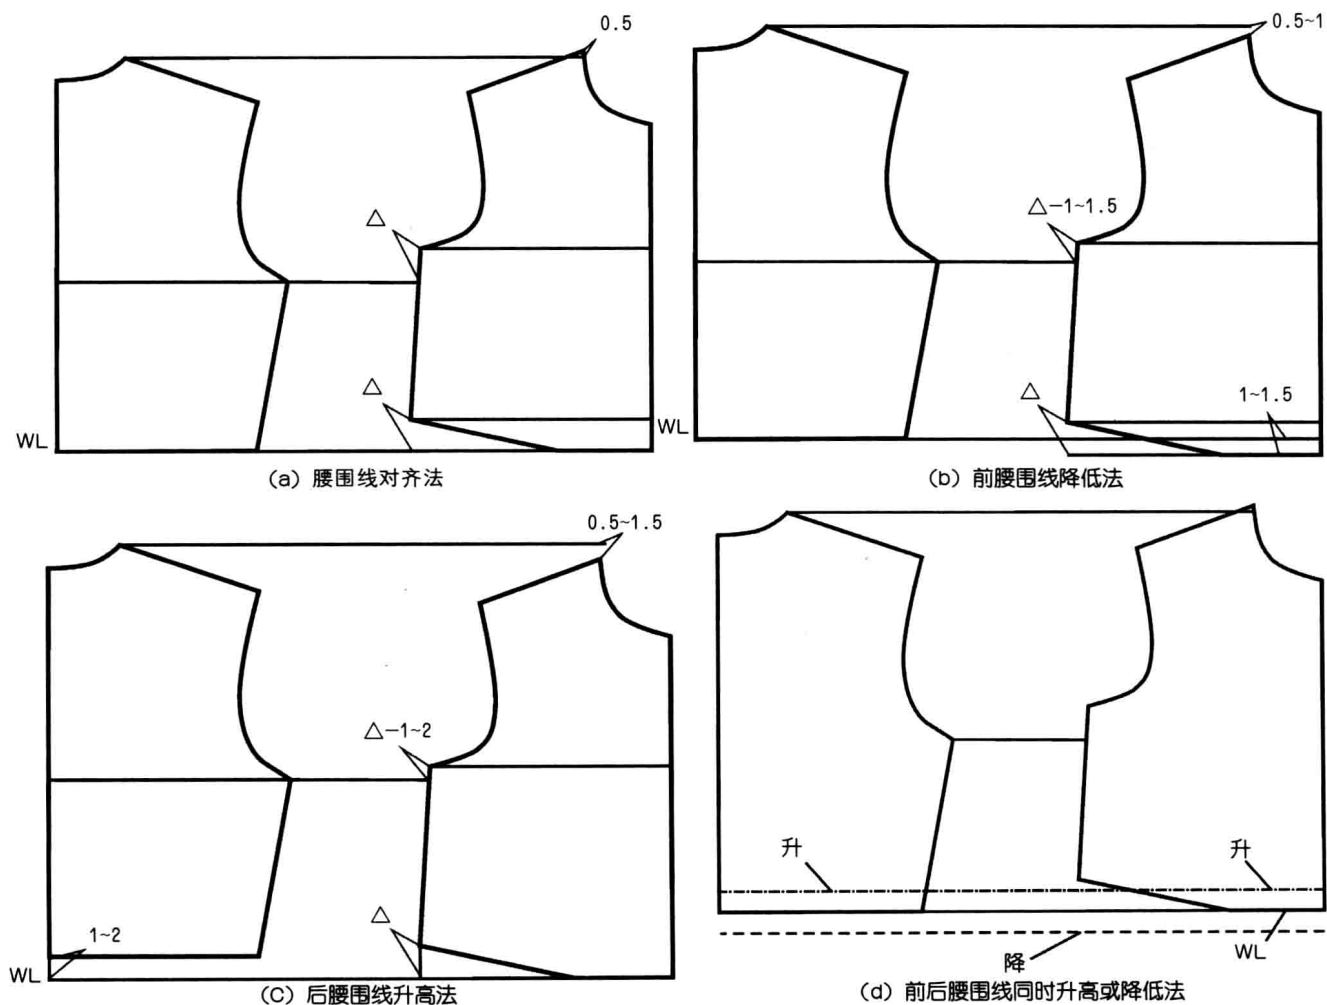 0.5
△
△
WL
(a) 腰围线对齐法
0.5~1
△-1~1.5
△
1~1.5
WL
(b) 前腰围线降低法
0.5~1.5
△-1~2
△
1~2
WL
(C) 后腰围线升高法
升
升
降
WL
(d) 前后腰围线同时升高或降低法